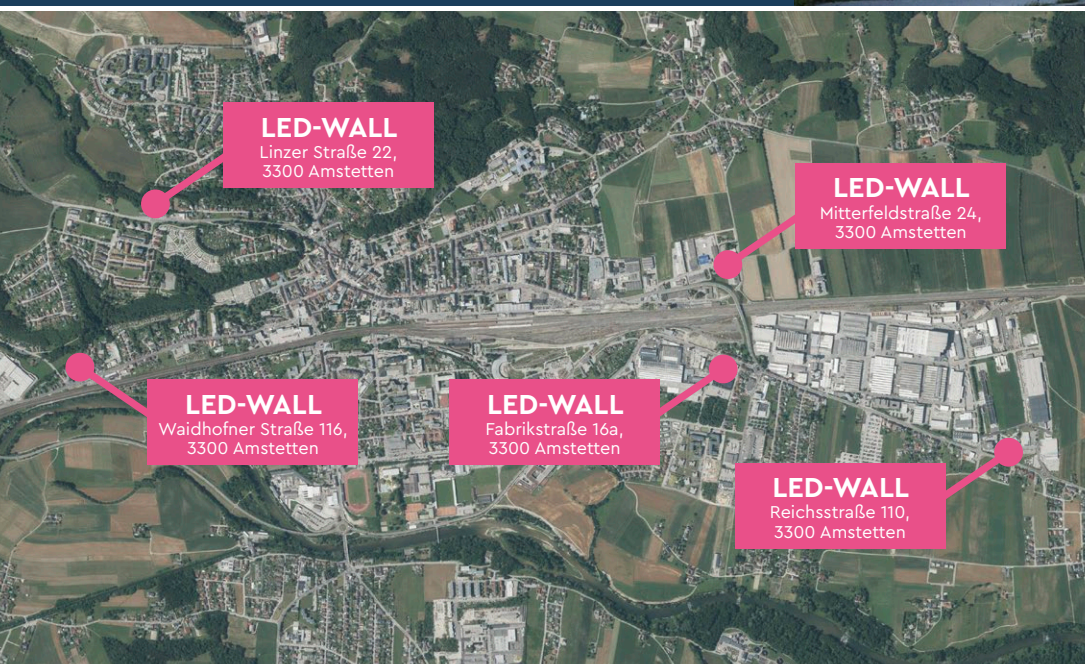 LED-WALL
Linzer Straße 22,
3300 Amstetten
LED-WALL
Mitterfeldstraße 24,
3300 Amstetten
LED-WALL
Waidhofner Straße 116,
3300 Amstetten
LED-WALL
Fabrikstraße 16a,
3300 Amstetten
LED-WALL
Reichsstraße 110,
3300 Amstetten